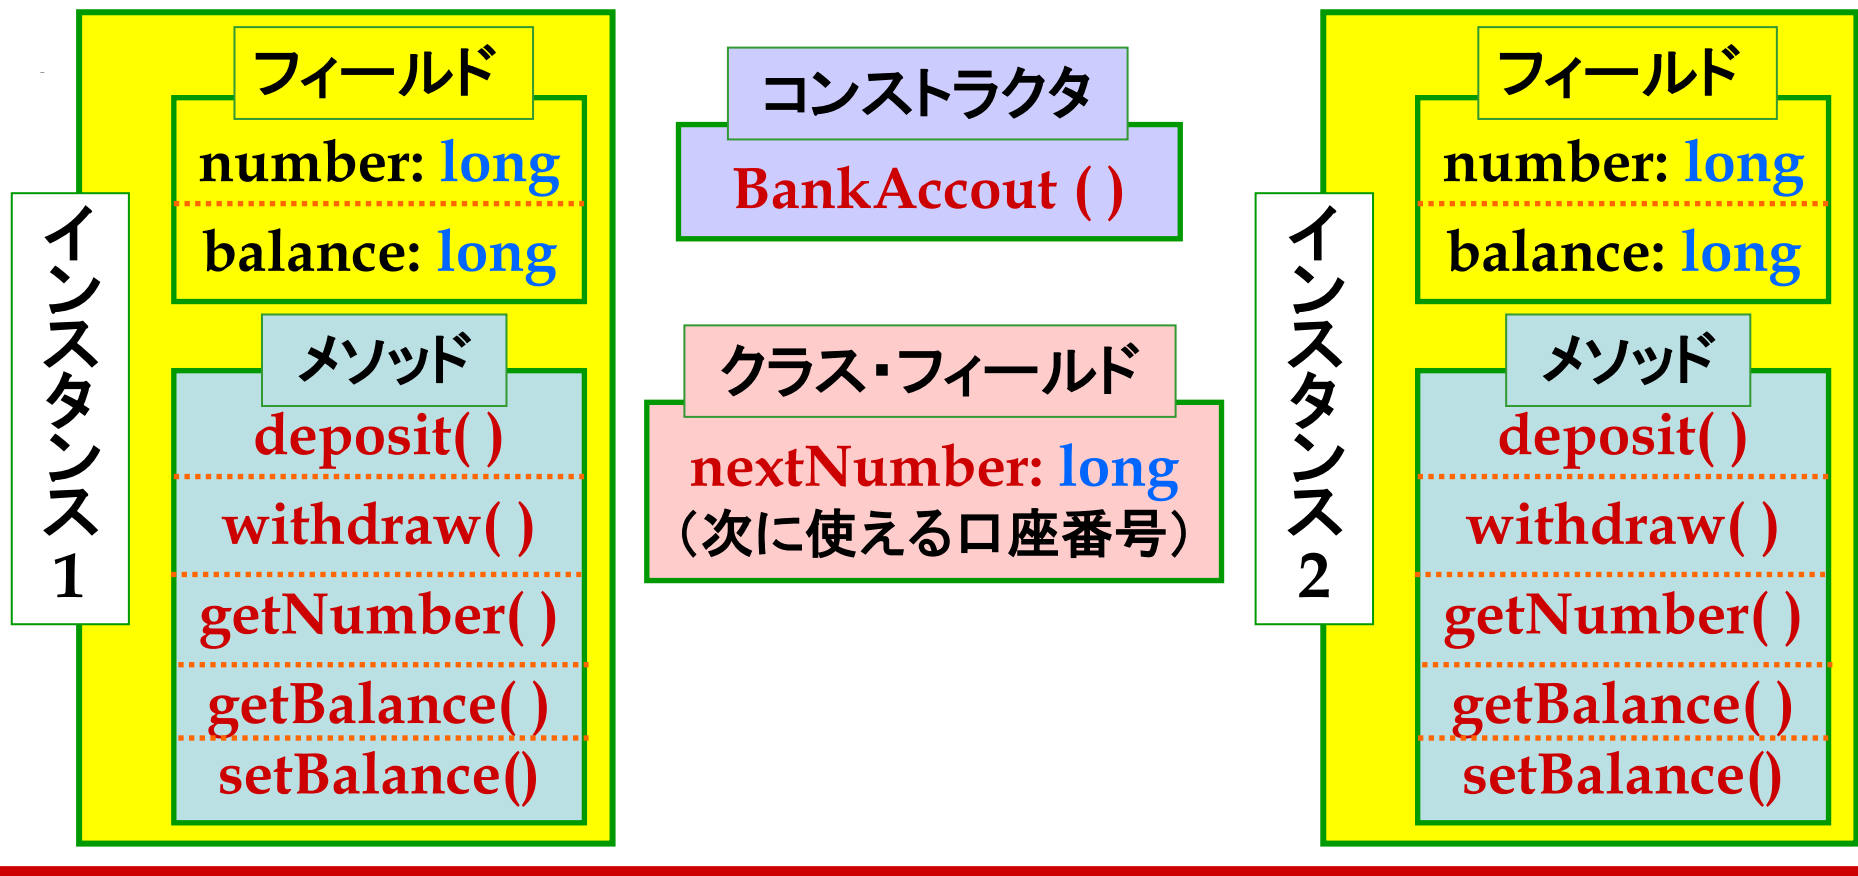 インスタンス1
フィールド
number: long
balance: long
メソッド
deposit( )
withdraw( )
getNumber( )
getBalance( )
setBalance()
コンストラクタ
BankAccout ( )
クラス・フィールド
nextNumber: long
（次に使える口座番号）
インスタンス2
フィールド
number: long
balance: long
メソッド
deposit( )
withdraw( )
getNumber( )
getBalance( )
setBalance()